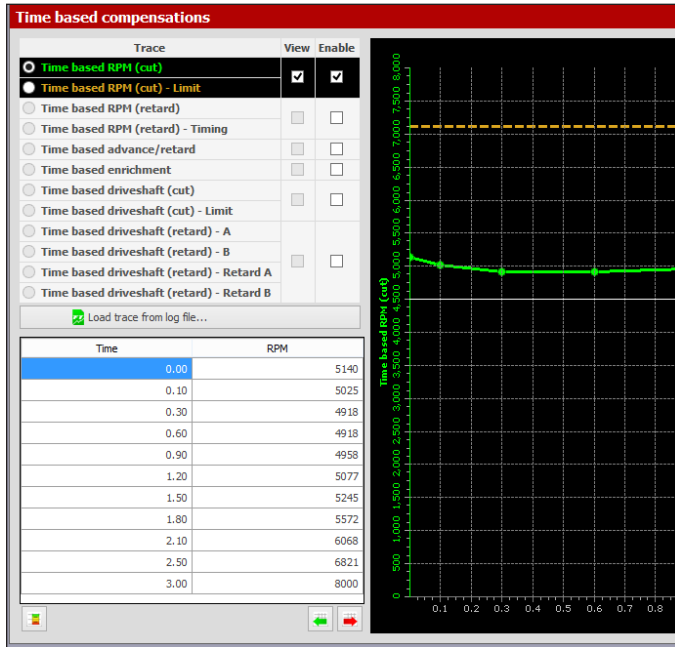 Time based compensations
Trace View Enable
Time based RPM (cut)
Time based RPM (cut) - Limit
Time based RPM (retard)
Time based RPM (retard) - Timing
Time based advance/retard
Time based enrichment
Time based driveshaft (cut)
Time based driveshaft (cut) - Limit
Time based driveshaft (retard) - A
Time based driveshaft (retard) - B
Time based driveshaft (retard) - Retard A
Time based driveshaft (retard) - Retard B
Load trace from log file...
Time RPM
0.00 5140
0.10 5025
0.30 4918
0.60 4918
0.90 4958
1.20 5077
1.50 5245
1.80 5572
2.10 6068
2.50 6821
3.00 8000
Time based RPM (cut)
8,000
7,500
7,000
6,500
6,000
5,500
5,000
4,500
4,000
3,500
3,000
2,500
2,000
1,500
1,000
500
0
0.1 0.2 0.3 0.4 0.5 0.6 0.7 0.8